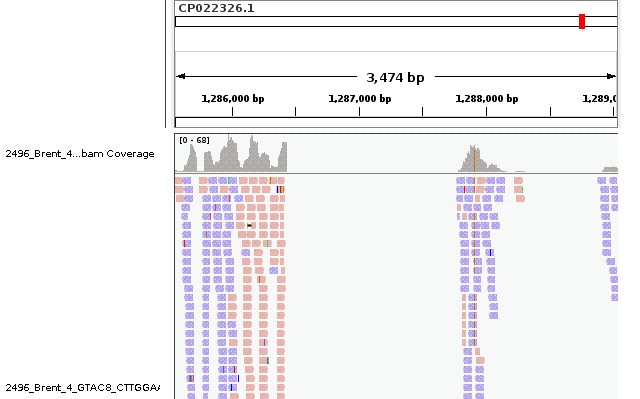 CP022326.1
3,474 bp
1,286,000 bp 1,287,000 bp 1,288,000 bp 1,289,0
[0 - 68]
2496_Brent_4...bam Coverage
2496_Brent_4_GTAC8_CTTGGAA